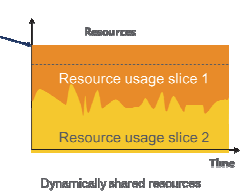 Resources
Resource usage slice 1
Resource usage slice 2
Time
Dynamically shared resources